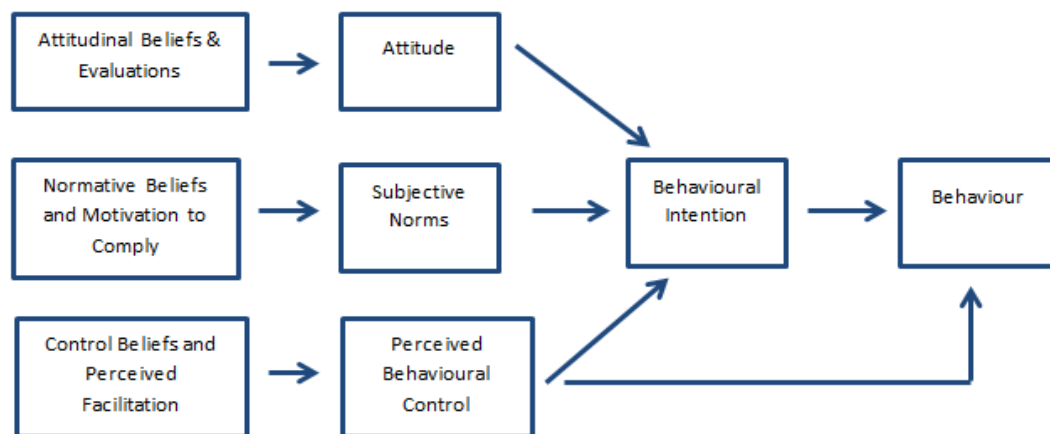 Attitudinal Beliefs &
Evaluations
Attitude
Normative Beliefs
and Motivation to
Comply
Subjective
Norms
Behavioural
Intention
Behaviour
Control Beliefs and
Perceived
Facilitation
Perceived
Behavioural
Control